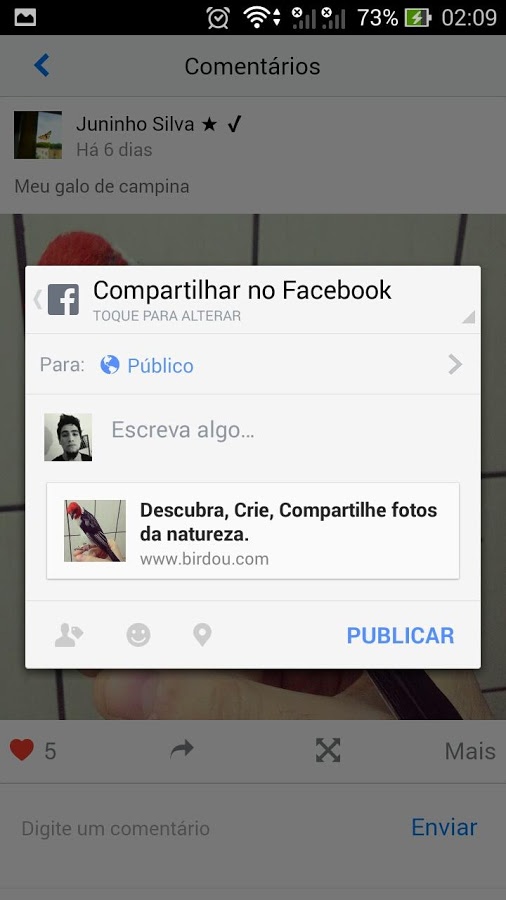 73% 02:09
Comentários
Juninho Silva ★ ✓
Há 6 dias
Meu galo de campina
Compartilhar no Facebook
TOQUE PARA ALTERAR
Para: Público
Escreva algo...
Descubra, Crie, Compartilhe fotos
da natureza.
www.birdou.com
PUBLICAR
5 Mais
Digite um comentário Enviar